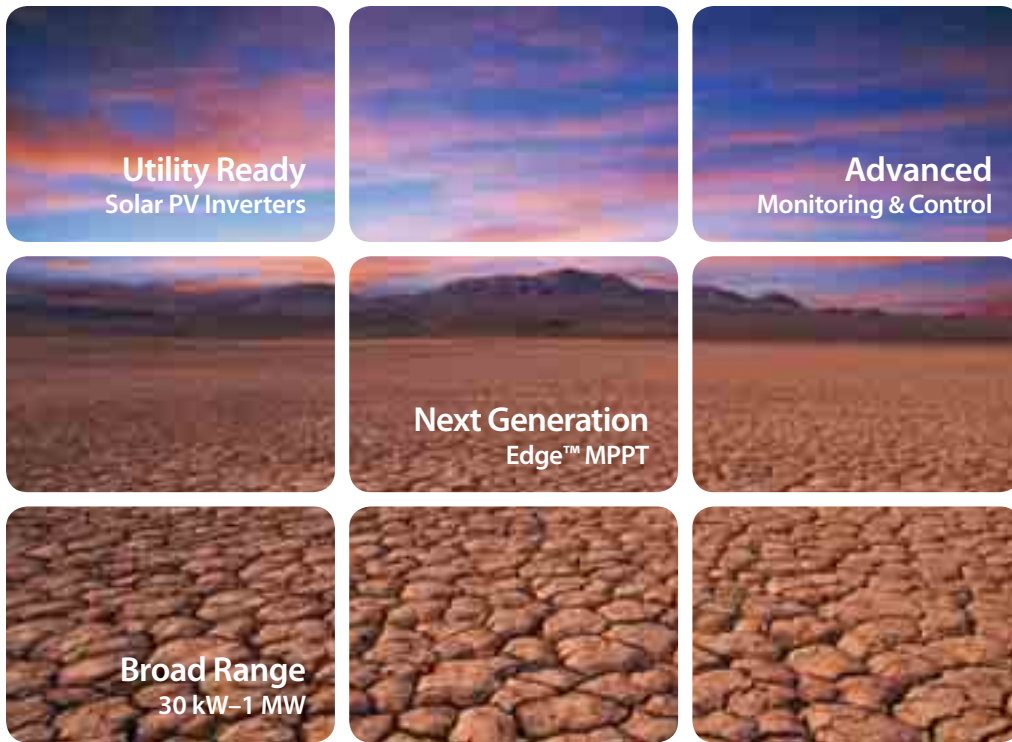 Utility Ready
Solar PV Inverters
Advanced
Monitoring & Control
Next Generation
Edge™ MPPT
Broad Range
30 kW–1 MW